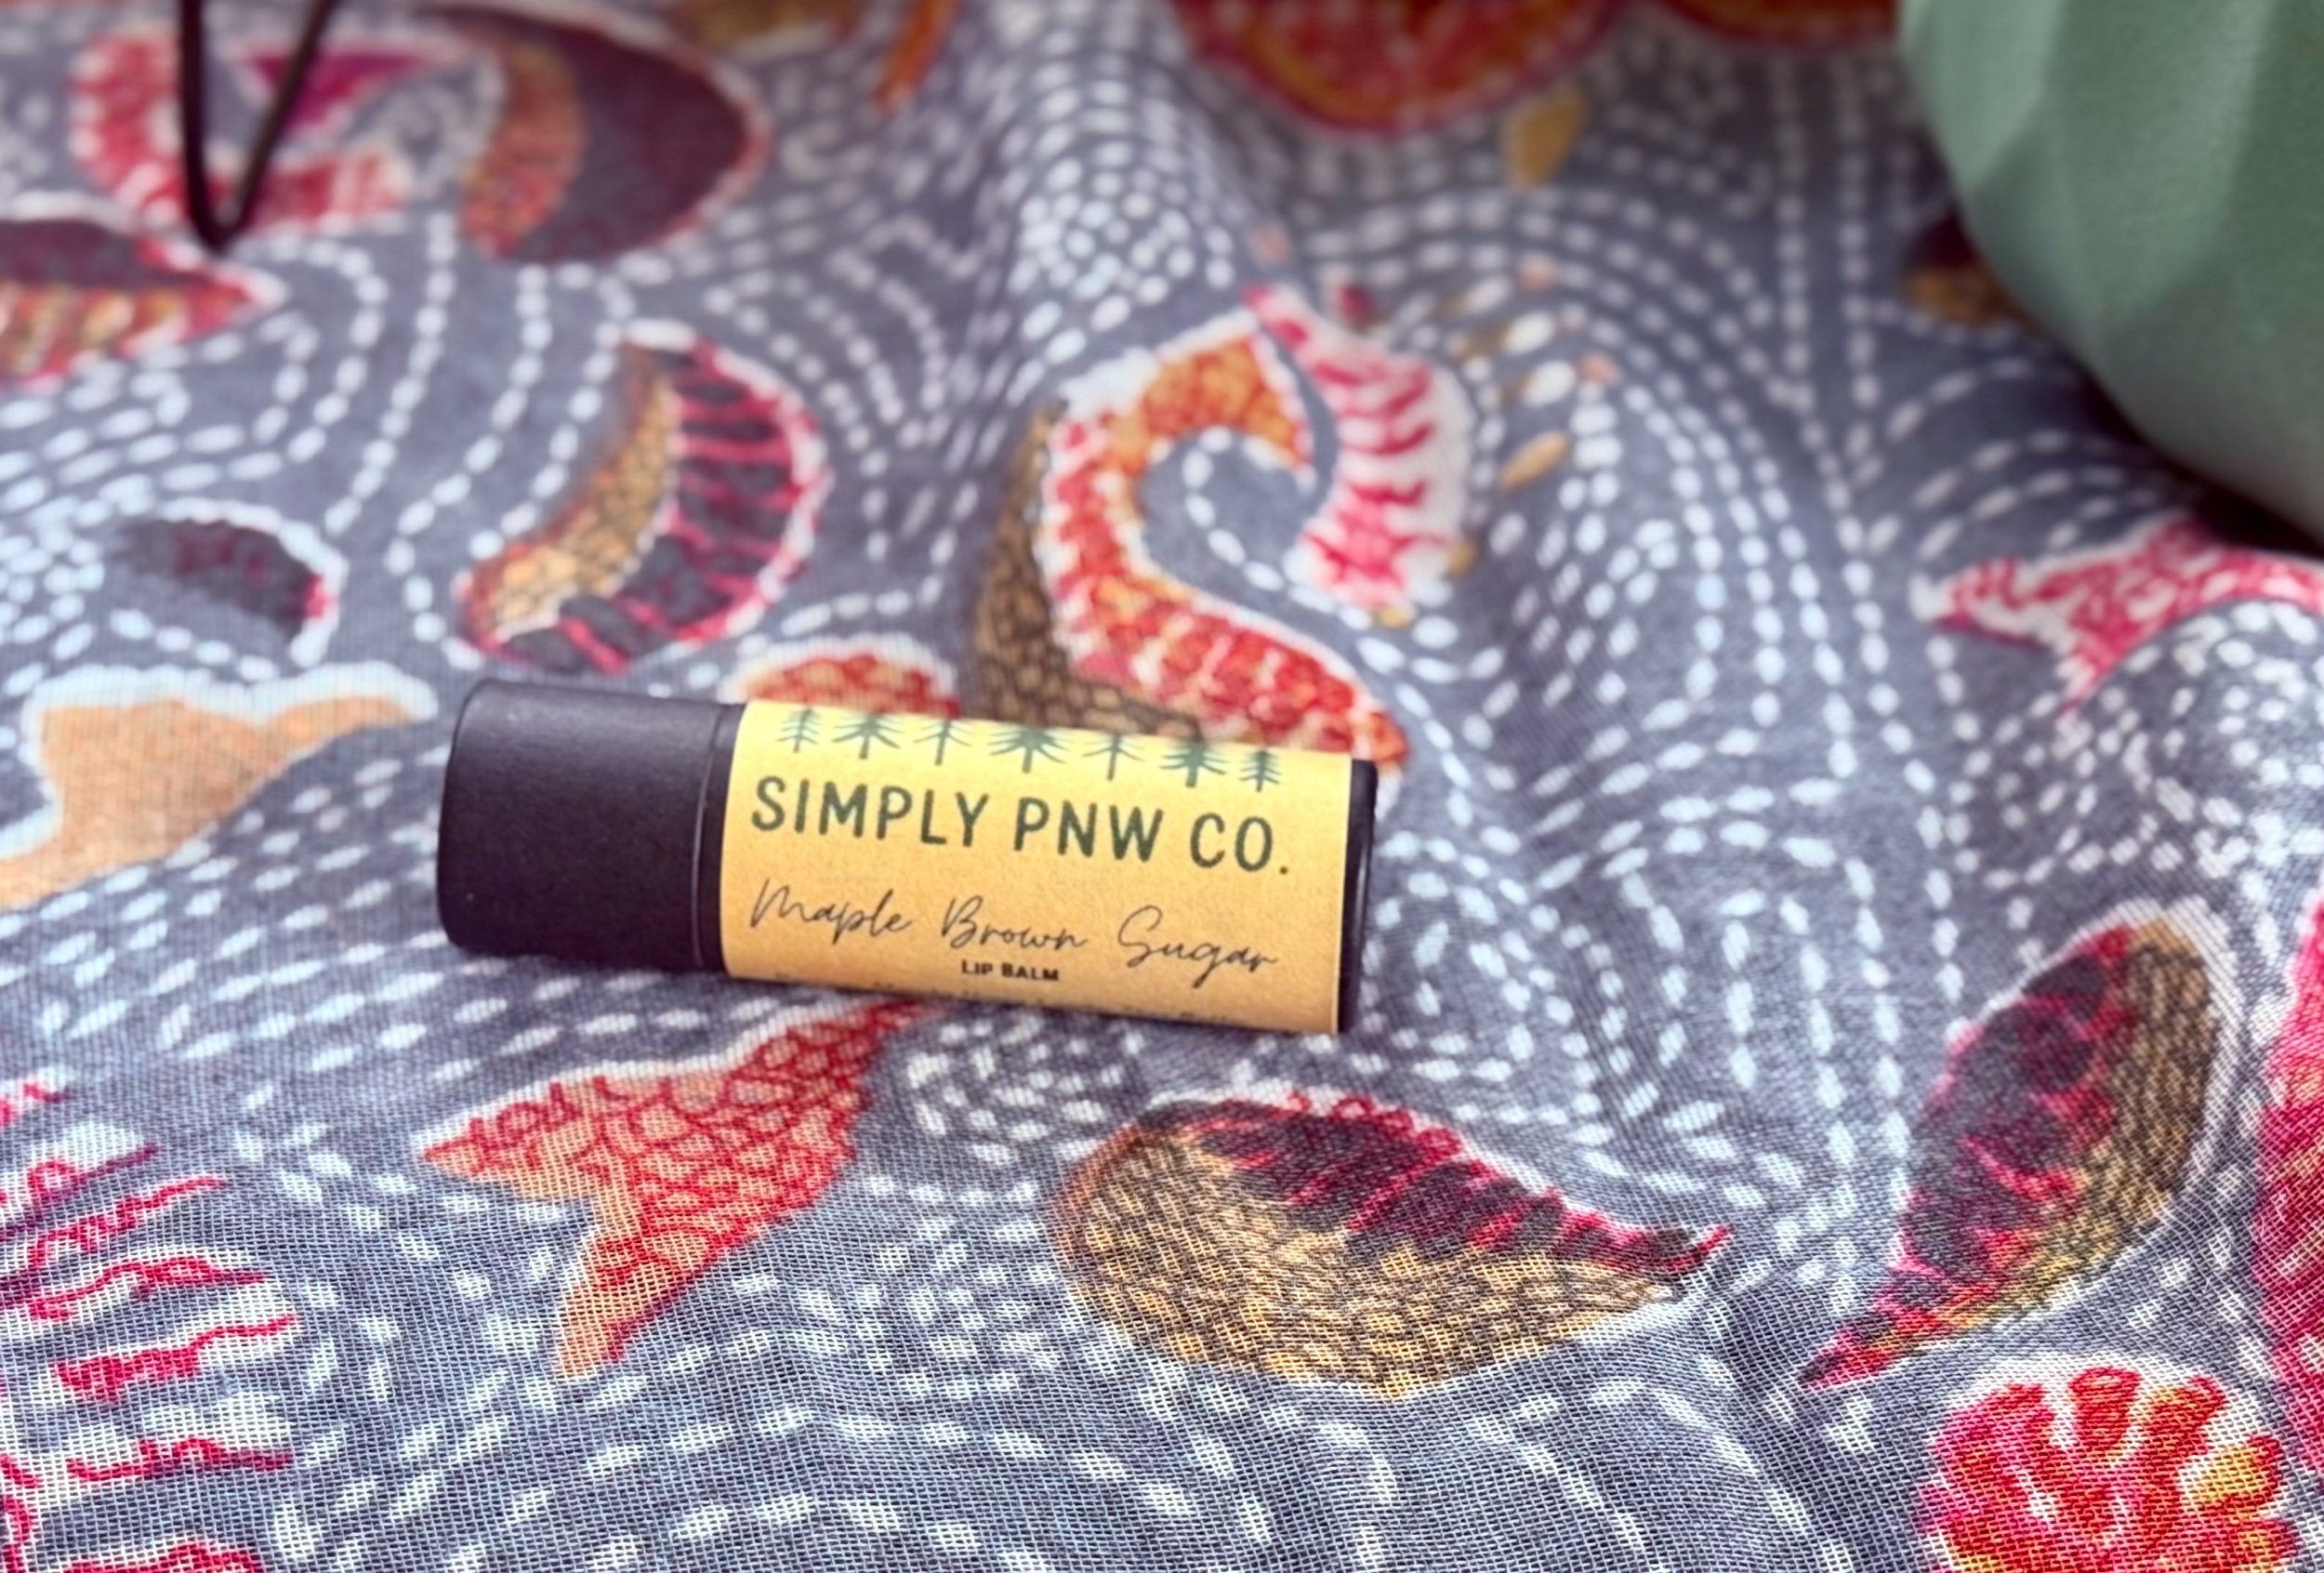 SIMPLY PNW CO.
Maple Brown Sugar
LIP BALM